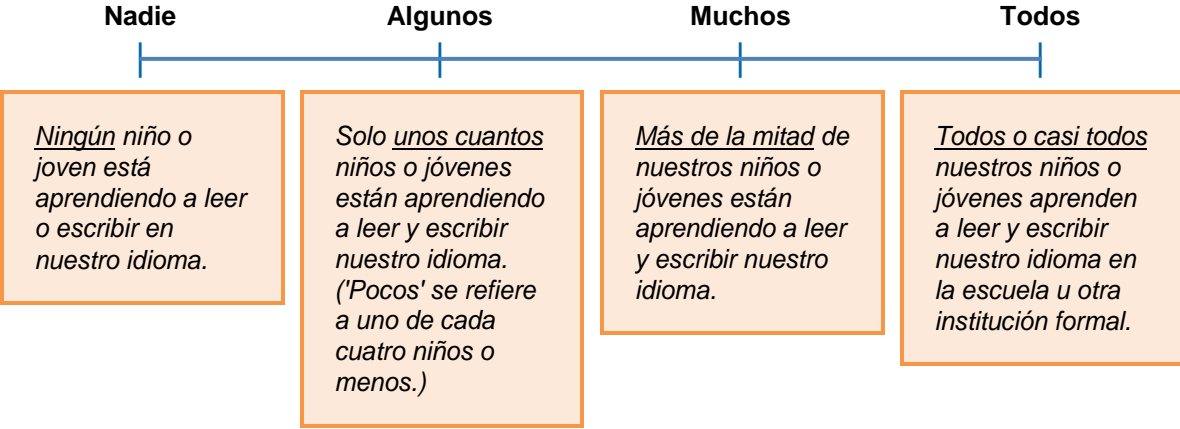 Nadie
Algunos
Muchos
Todos
Ningún niño o
joven está
aprendiendo a leer
o escribir en
nuestro idioma.
Solo unos cuantos
niños o jóvenes
están aprendiendo
a leer y escribir
nuestro idioma.
('Pocos' se refiere
a uno de cada
cuatro niños o
menos.)
Más de la mitad de
nuestros niños o
jóvenes están
aprendiendo a leer
y escribir nuestro
idioma.
Todos o casi todos
nuestros niños o
jóvenes aprenden
a leer y escribir
nuestro idioma en
la escuela u otra
institución formal.